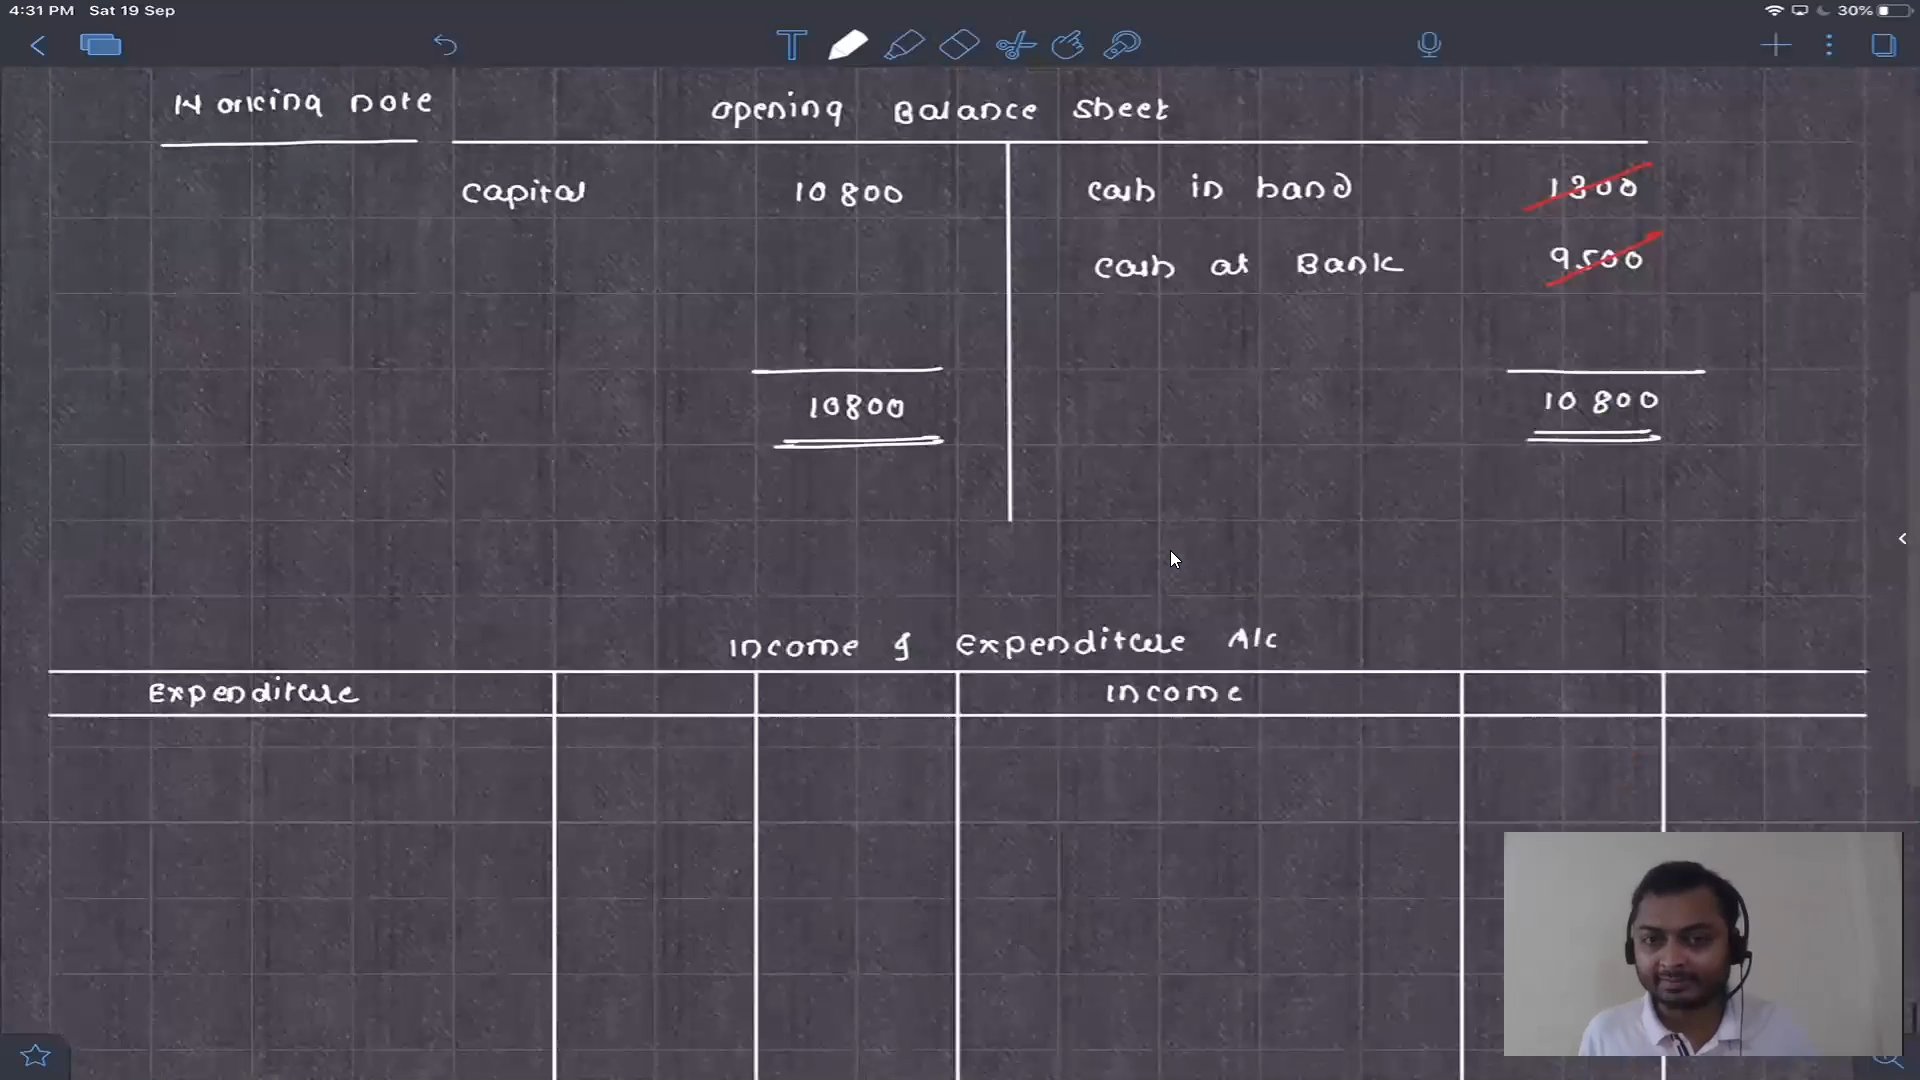 4:31 PM Sat 19 Sep 30%
T
Working note Opening Balance Sheet
Capital 10 800 cash in hand 1300
cash at Bank 9500
10800 10 800
Income & Expenditure A/c
Expenditure Income